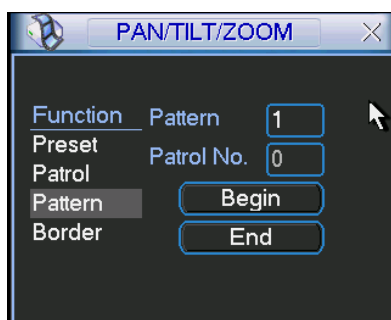 PAN/TILT/ZOOM
Function
Preset
Patrol
Pattern
Border
Pattern 1
Patrol No. 0
Begin
End